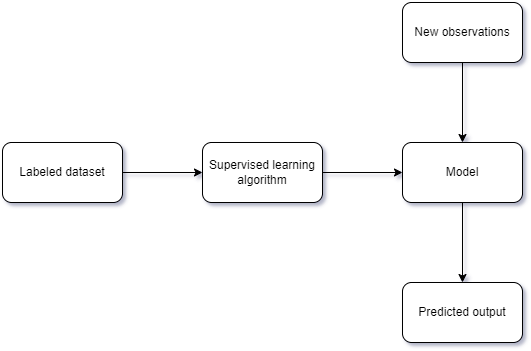 New observations
Labeled dataset
Supervised learning
algorithm
Model
Predicted output